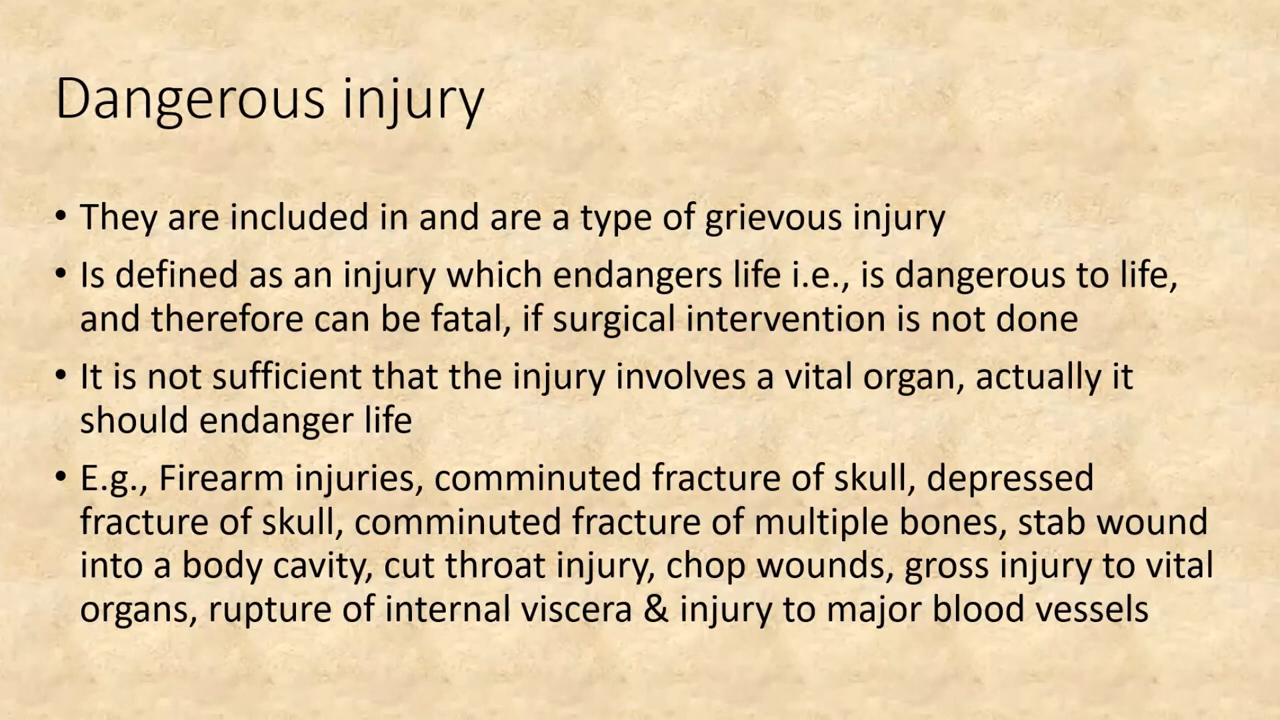 Dangerous injury
• They are included in and are a type of grievous injury
• Is defined as an injury which endangers life i.e., is dangerous to life,
and therefore can be fatal, if surgical intervention is not done
• It is not sufficient that the injury involves a vital organ, actually it
should endanger life
• E.g., Firearm injuries, comminuted fracture of skull, depressed
fracture of skull, comminuted fracture of multiple bones, stab wound
into a body cavity, cut throat injury, chop wounds, gross injury to vital
organs, rupture of internal viscera & injury to major blood vessels